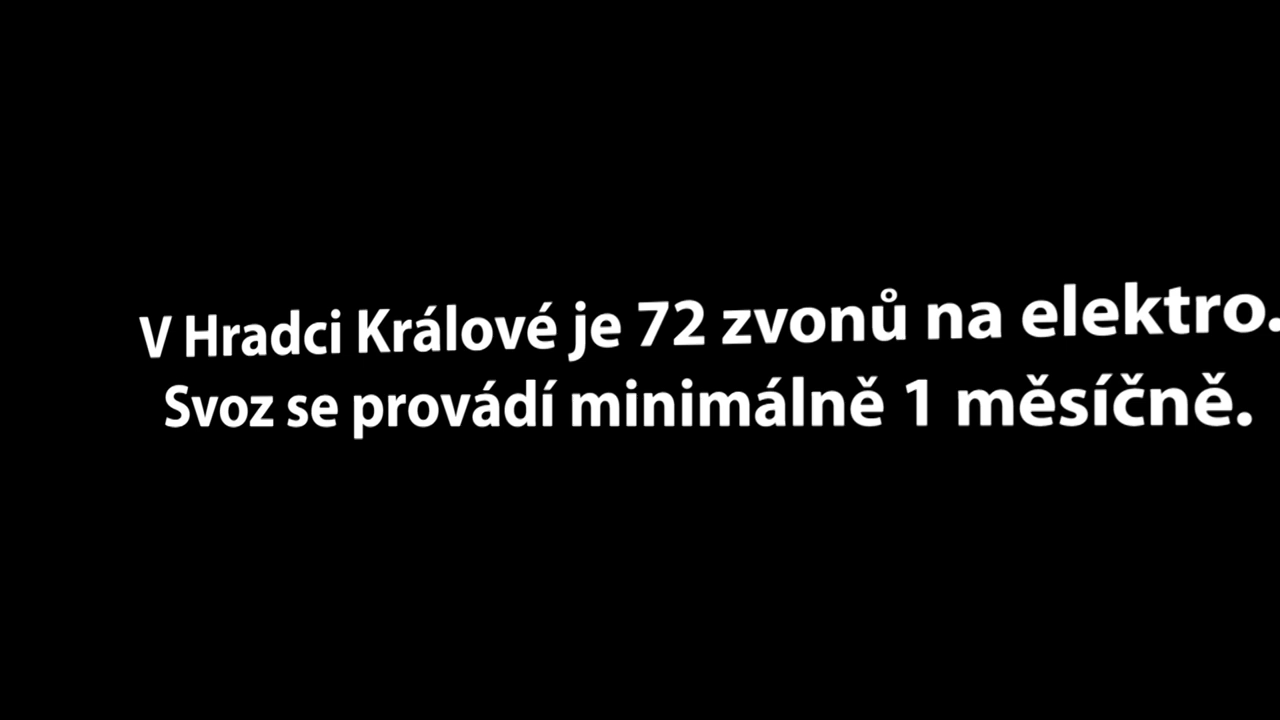 V Hradci Králové je 72 zvonů na elektro.
Svoz se provádí minimálně 1 měsíčně.